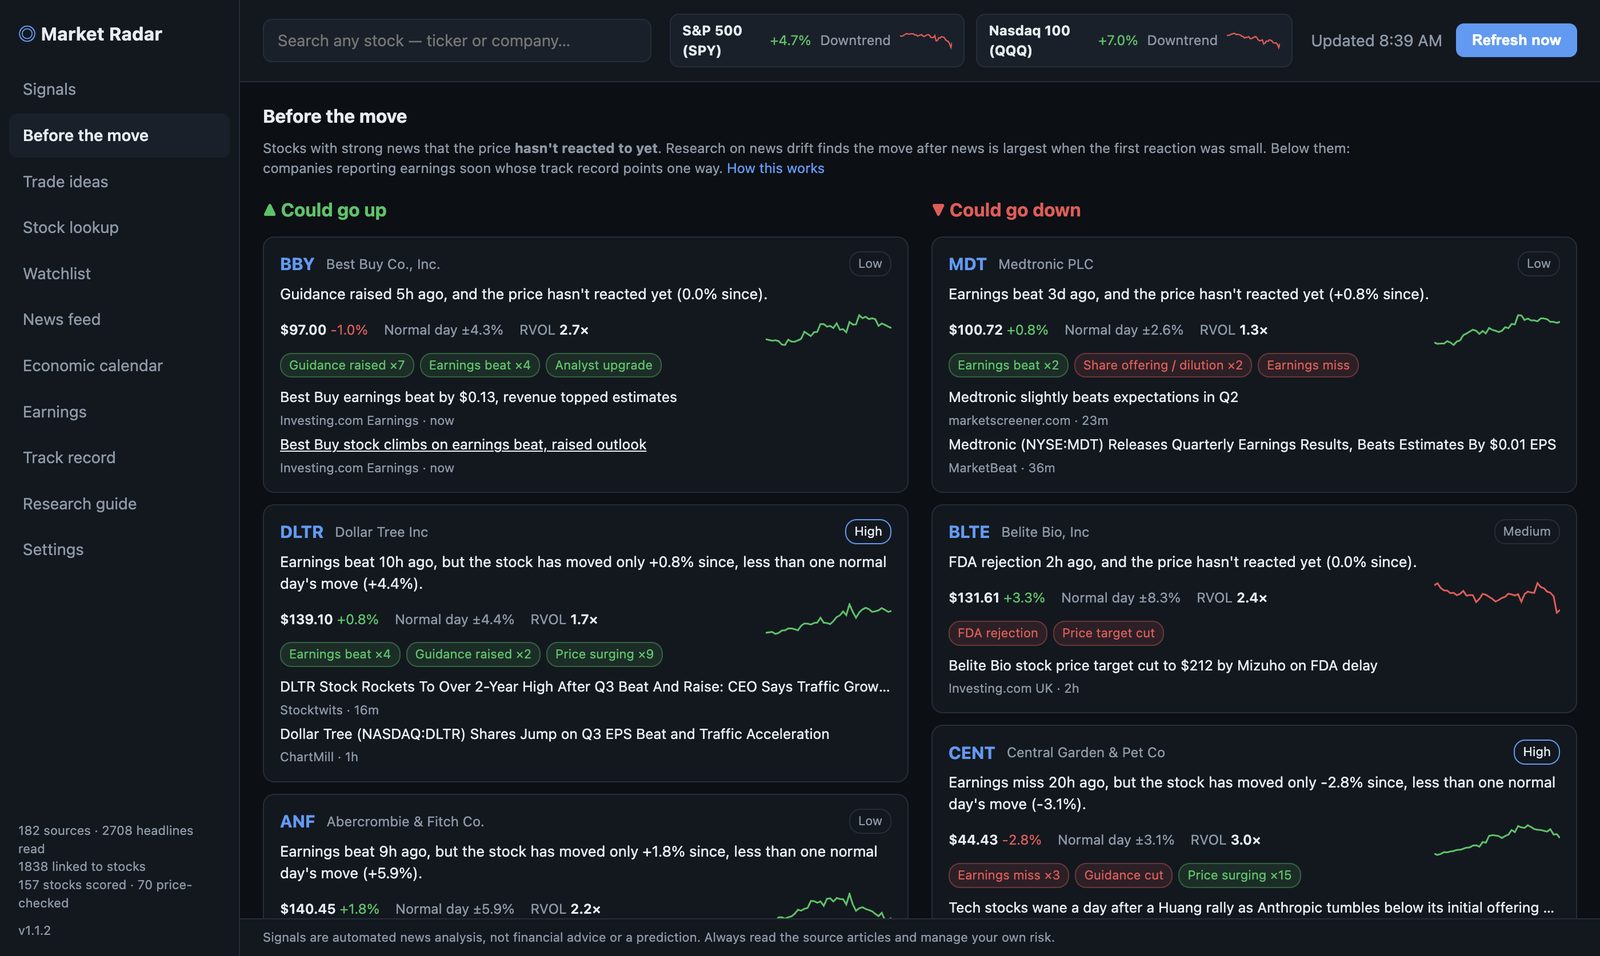 Market Radar
Signals
Before the move
Trade ideas
Stock lookup
Watchlist
News feed
Economic calendar
Earnings
Track record
Research guide
Settings
182 sources · 2708 headlines
read
1838 linked to stocks
157 stocks scored · 70 price-
checked
v1.1.2
Search any stock — ticker or company...
S&P 500
(SPY)
+4.7% Downtrend
Nasdaq 100
(QQQ)
+7.0% Downtrend
Updated 8:39 AM
Refresh now
Before the move
Stocks with strong news that the price hasn't reacted to yet. Research on news drift finds the move after news is largest when the first reaction was small. Below them:
companies reporting earnings soon whose track record points one way. How this works
Could go up
BBY Best Buy Co., Inc. Low
Guidance raised 5h ago, and the price hasn't reacted yet (0.0% since).
$97.00 -1.0% Normal day ±4.3% RVOL 2.7×
Guidance raised ×7 Earnings beat ×4 Analyst upgrade
Best Buy earnings beat by $0.13, revenue topped estimates
Investing.com Earnings · now
Best Buy stock climbs on earnings beat, raised outlook
Investing.com Earnings · now
DLTR Dollar Tree Inc High
Earnings beat 10h ago, but the stock has moved only +0.8% since, less than one normal
day's move (+4.4%).
$139.10 +0.8% Normal day ±4.4% RVOL 1.7×
Earnings beat ×4 Guidance raised ×2 Price surging ×9
DLTR Stock Rockets To Over 2-Year High After Q3 Beat And Raise: CEO Says Traffic Grow...
Stocktwits · 16m
Dollar Tree (NASDAQ:DLTR) Shares Jump on Q3 EPS Beat and Traffic Acceleration
ChartMill · 1h
ANF Abercrombie & Fitch Co. Low
Earnings beat 9h ago, but the stock has moved only +1.8% since, less than one normal
day's move (+5.9%).
$140.45 +1.8% Normal day ±5.9% RVOL 2.2×
Could go down
MDT Medtronic PLC Low
Earnings beat 3d ago, and the price hasn't reacted yet (+0.8% since).
$100.72 +0.8% Normal day ±2.6% RVOL 1.3×
Earnings beat ×2 Share offering / dilution ×2 Earnings miss
Medtronic slightly beats expectations in Q2
marketscreener.com · 23m
Medtronic (NYSE:MDT) Releases Quarterly Earnings Results, Beats Estimates By $0.01 EPS
MarketBeat · 36m
BLTE Belite Bio, Inc Medium
FDA rejection 2h ago, and the price hasn't reacted yet (0.0% since).
$131.61 +3.3% Normal day ±8.3% RVOL 2.4×
FDA rejection Price target cut
Belite Bio stock price target cut to $212 by Mizuho on FDA delay
Investing.com UK · 2h
CENT Central Garden & Pet Co High
Earnings miss 20h ago, but the stock has moved only -2.8% since, less than one normal
day's move (-3.1%).
$44.43 -2.8% Normal day ±3.1% RVOL 3.0×
Earnings miss ×3 Guidance cut Price surging ×15
Tech stocks wane a day after a Huang rally as Anthropic tumbles below its initial offering ...
Signals are automated news analysis, not financial advice or a prediction. Always read the source articles and manage your own risk.